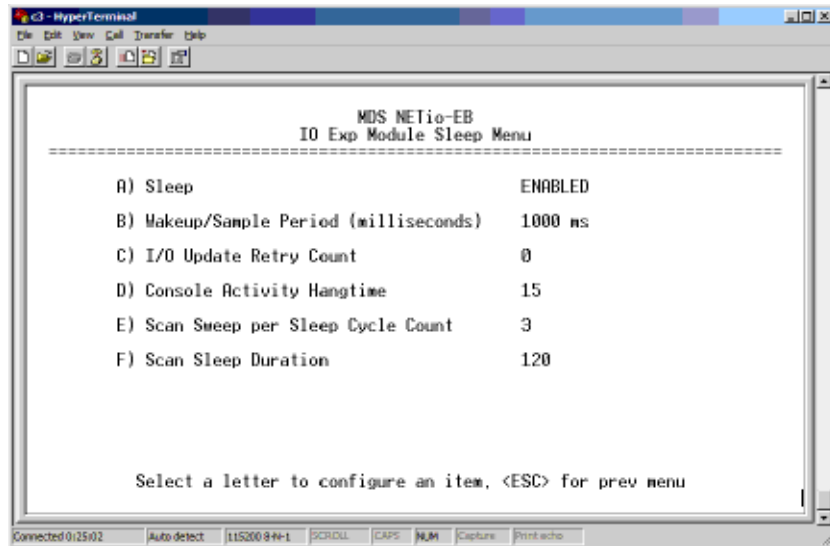 c3 - HyperTerminal
File Edit View Call Transfer Help
MDS NETio-EB
IO Exp Module Sleep Menu
==============================================================================
A) Sleep ENABLED
B) Wakeup/Sample Period (milliseconds) 1000 ms
C) I/O Update Retry Count 0
D) Console Activity Hangtime 15
E) Scan Sweep per Sleep Cycle Count 3
F) Scan Sleep Duration 120
Select a letter to configure an item, <ESC> for prev menu
Connected 0:25:02 Auto detect 115200 8-N-1 SCROLL CAPS NUM Capture Print echo